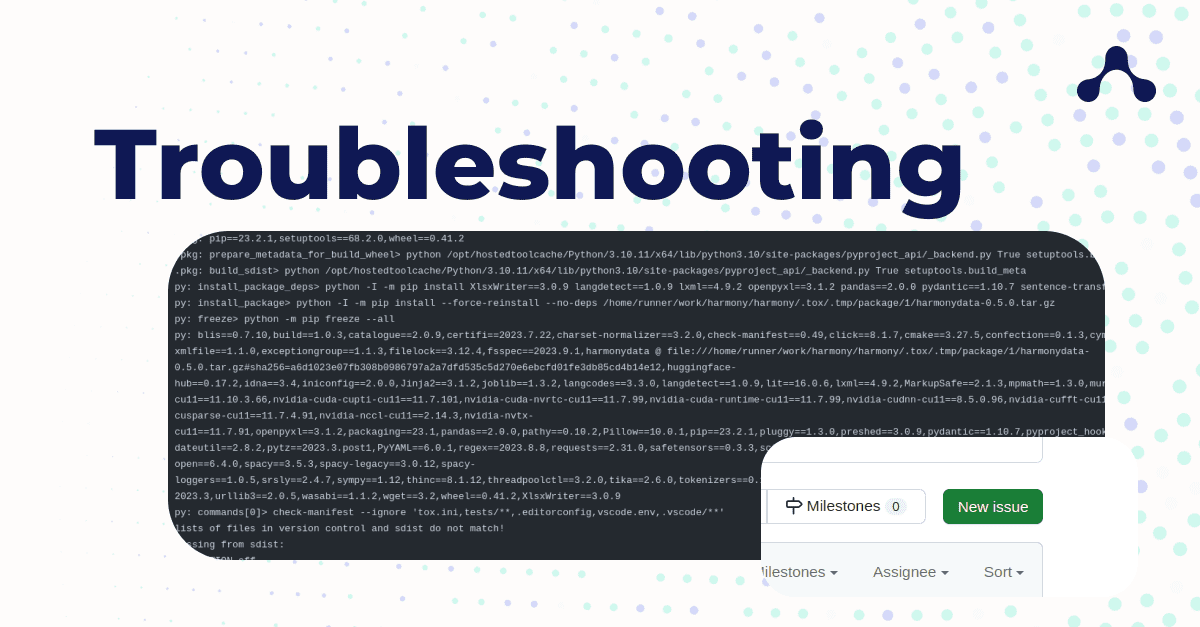 Troubleshooting
pkg: pip==23.2.1,setuptools==68.2.0,wheel==0.41.2
.pkg: prepare_metadata_for_build_wheel> python /opt/hostedtoolcache/Python/3.10.11/x64/lib/python3.10/site-packages/pyproject_api/_backend.py True setuptools.
.pkg: build_sdist> python /opt/hostedtoolcache/Python/3.10.11/x64/lib/python3.10/site-packages/pyproject_api/_backend.py True setuptools.build_meta
py: install_package_deps> python -I -m pip install XlsxWriter==3.0.9 langdetect==1.0.9 lxml==4.9.2 openpyxl==3.1.2 pandas==2.0.0 pydantic==1.10.7 sentence-transf
py: install_package> python -I -m pip install --force-reinstall --no-deps /home/runner/work/harmony/harmony/.tox/.tmp/package/1/harmonydata-0.5.0.tar.gz
py: freeze> python -m pip freeze --all
py: blis==0.7.10,build==1.0.3,catalogue==2.0.9,certifi==2023.7.22,charset-normalizer==3.2.0,check-manifest==0.49,click==8.1.7,cmake==3.27.5,confection==0.1.3,cym
xmlfile==1.1.0,exceptiongroup==1.1.3,filelock==3.12.4,fsspec==2023.9.1,harmonydata @ file:///home/runner/work/harmony/harmony/.tox/.tmp/package/1/harmonydata-
0.5.0.tar.gz#sha256=a6d1023e07fb308b0986797a2a7dfd535c5d270e6ebcfd01fe3db85cd4b14e12,huggingface-
hub==0.17.2,idna==3.4,iniconfig==2.0.0,Jinja2==3.1.2,joblib==1.3.2,langcodes==3.3.0,langdetect==1.0.9,lit==16.0.6,lxml==4.9.2,MarkupSafe==2.1.3,mpmath==1.3.0,mur
cu11==11.10.3.66,nvidia-cuda-cupti-cu11==11.7.101,nvidia-cuda-nvrtc-cu11==11.7.99,nvidia-cuda-runtime-cu11==11.7.99,nvidia-cudnn-cu11==8.5.0.96,nvidia-cufft-cu11
cusparse-cu11==11.7.4.91,nvidia-nccl-cu11==2.14.3,nvidia-nvtx-
cu11==11.7.91,openpyxl==3.1.2,packaging==23.1,pandas==2.0.0,pathy==0.10.2,Pillow==10.0.1,pip==23.2.1,pluggy==1.3.0,preshed==3.0.9,pydantic==1.10.7,pyproject_hook
dateutil==2.8.2,pytz==2023.3.post1,PyYAML==6.0.1,regex==2023.8.8,requests==2.31.0,safetensors==0.3.3,sc
open==6.4.0,spacy==3.5.3,spacy-legacy==3.0.12,spacy-
loggers==1.0.5,srsly==2.4.7,sympy==1.12,thinc==8.1.12,threadpoolctl==3.2.0,tika==2.6.0,tokenizers==0.
2023.3,urllib3==2.0.5,wasabi==1.1.2,wget==3.2,wheel==0.41.2,XlsxWriter==3.0.9
py: commands[0]> check-manifest --ignore 'tox.ini,tests/**,.editorconfig,vscode.env,.vscode/**'
lists of files in version control and sdist do not match!
ssing from sdist:
Milestones 0
New issue
ilestones
Assignee
Sort